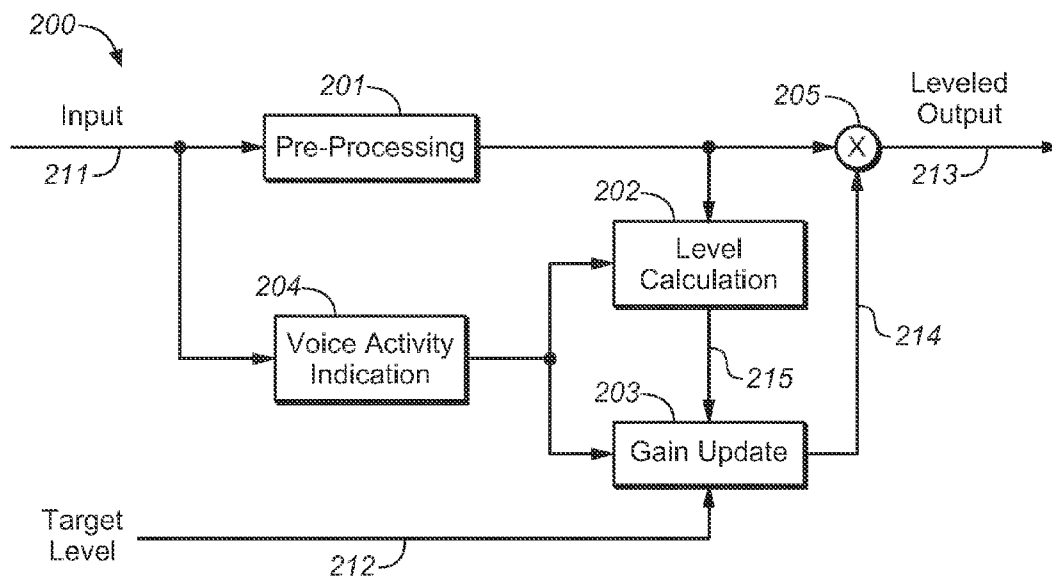 200
Input
211
201
Pre-Processing
205
X
Leveled
Output
213
202
Level
Calculation
204
Voice Activity
Indication
214
215
203
Gain Update
Target
Level
212